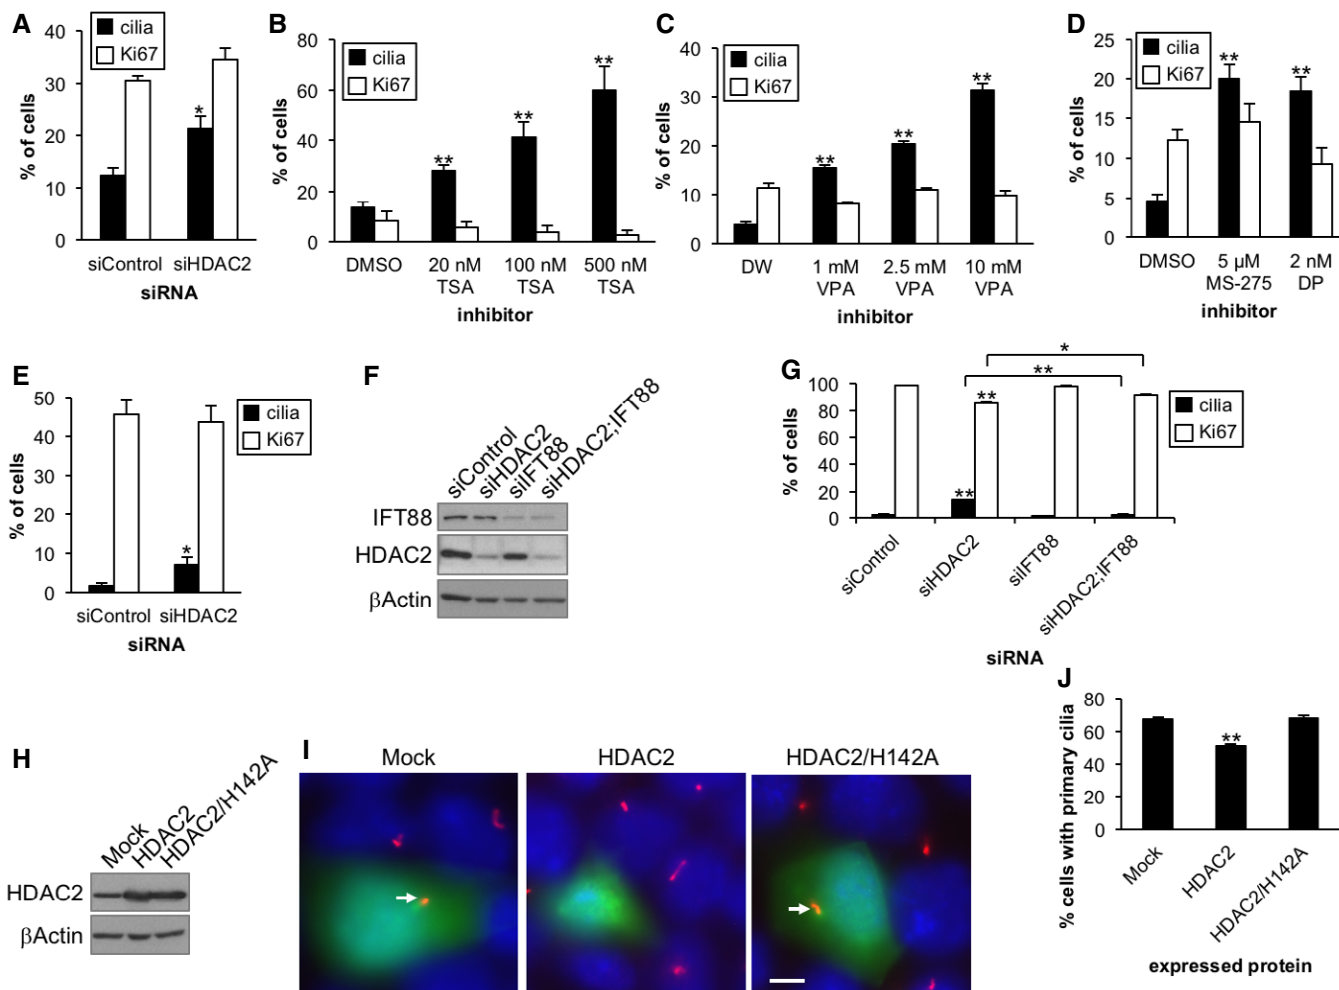 A
% of cells
40
30
20
10
0
cilia
Ki67
*
siControl siHDAC2
siRNA
B
% of cells
80
60
40
20
0
cilia
Ki67
** ** **
DMSO 20 nM 100 nM 500 nM
TSA TSA TSA
inhibitor
C
% of cells
40
30
20
10
0
cilia
Ki67
** ** **
DW 1 mM 2.5 mM 10 mM
VPA VPA VPA
inhibitor
D
% of cells
25
20
15
10
5
0
cilia
Ki67
** **
DMSO 5 µM 2 nM
MS-275 DP
inhibitor
E
% of cells
50
40
30
20
10
0
cilia
Ki67
*
siControl siHDAC2
siRNA
F
siControl
siHDAC2
siIFT88
siHDAC2;IFT88
IFT88
HDAC2
βActin
G
% of cells
100
80
60
40
20
0
*
**
**
**
cilia
Ki67
siControl
siHDAC2
siIFT88
siHDAC2;IFT88
siRNA
H
Mock
HDAC2
HDAC2/H142A
HDAC2
βActin
I
Mock HDAC2 HDAC2/H142A
J
% cells with primary cilia
80
60
40
20
0
**
Mock
HDAC2
HDAC2/H142A
expressed protein